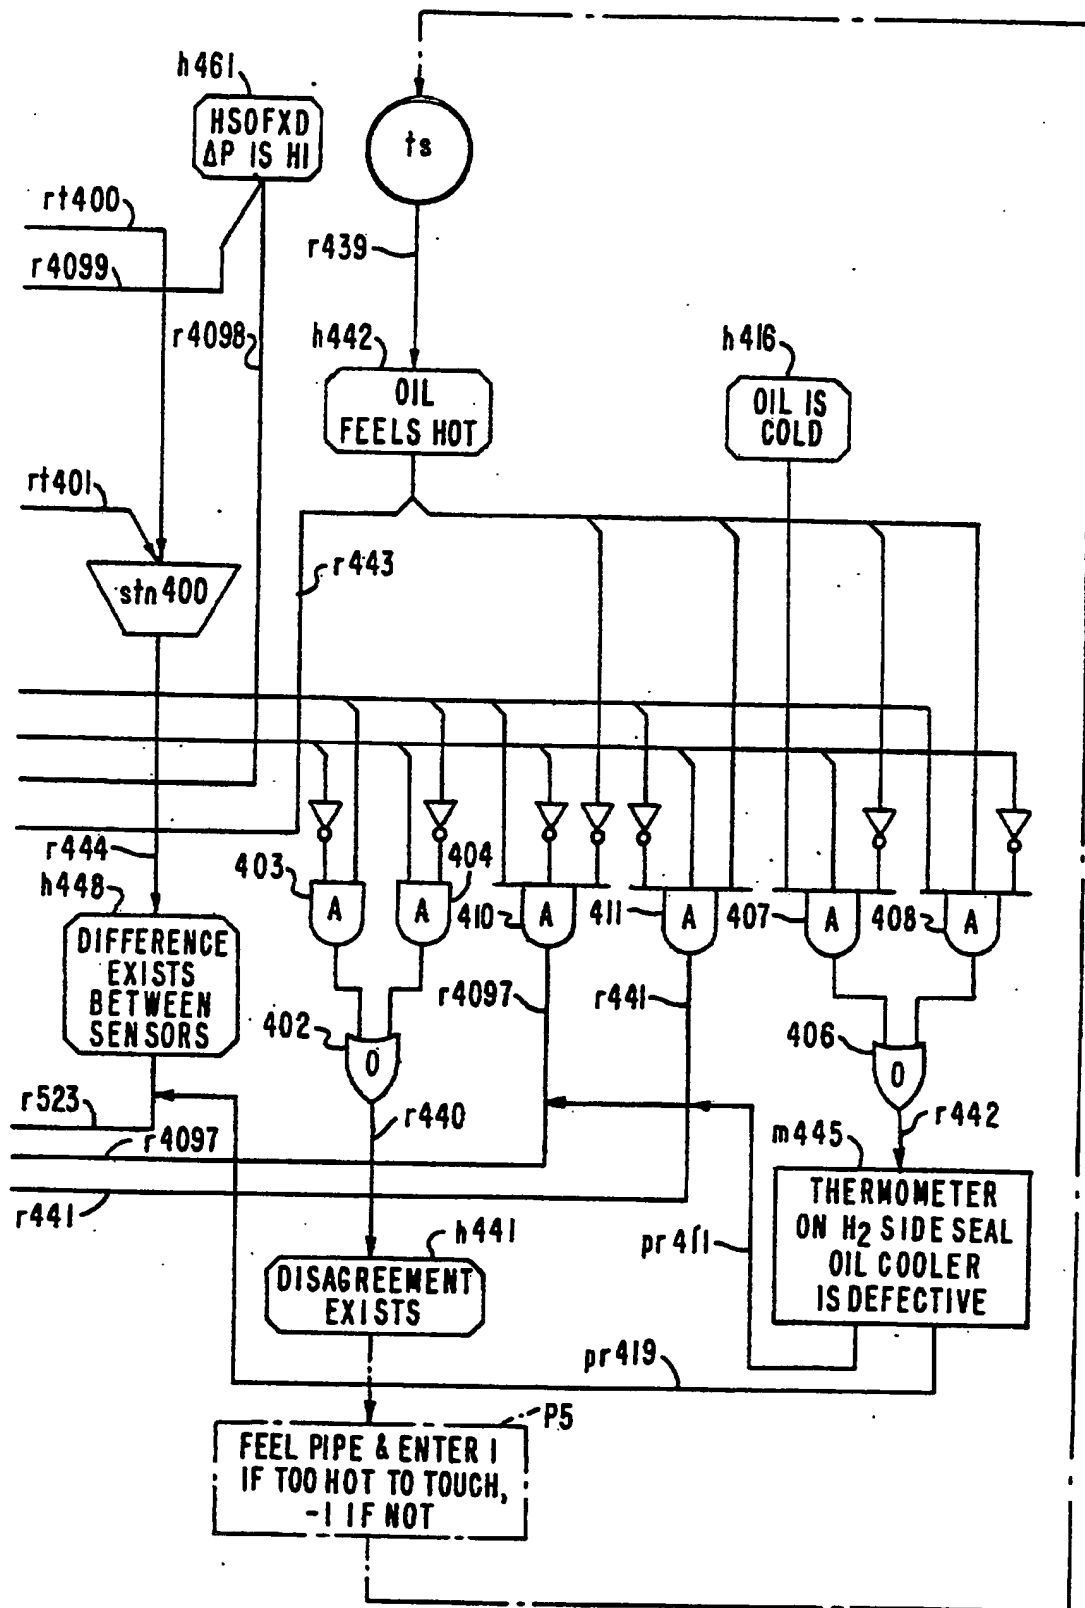 h461
HSOFXD
ΔP IS HI
ts
rt400
r439
r4099
r4098
h442
h416
OIL
FEELS HOT
OIL IS
COLD
rt401
stn400
r443
r444
403
404
h448
A
A
410
A
411
A
407
A
408
A
DIFFERENCE
EXISTS
BETWEEN
SENSORS
r4097
r441
402
O
406
O
r523
r4097
r440
r442
m445
r441
h441
pr411
THERMOMETER
ON H2 SIDE SEAL
OIL COOLER
IS DEFECTIVE
DISAGREEMENT
EXISTS
pr419
P5
FEEL PIPE & ENTER 1
IF TOO HOT TO TOUCH,
-1 IF NOT